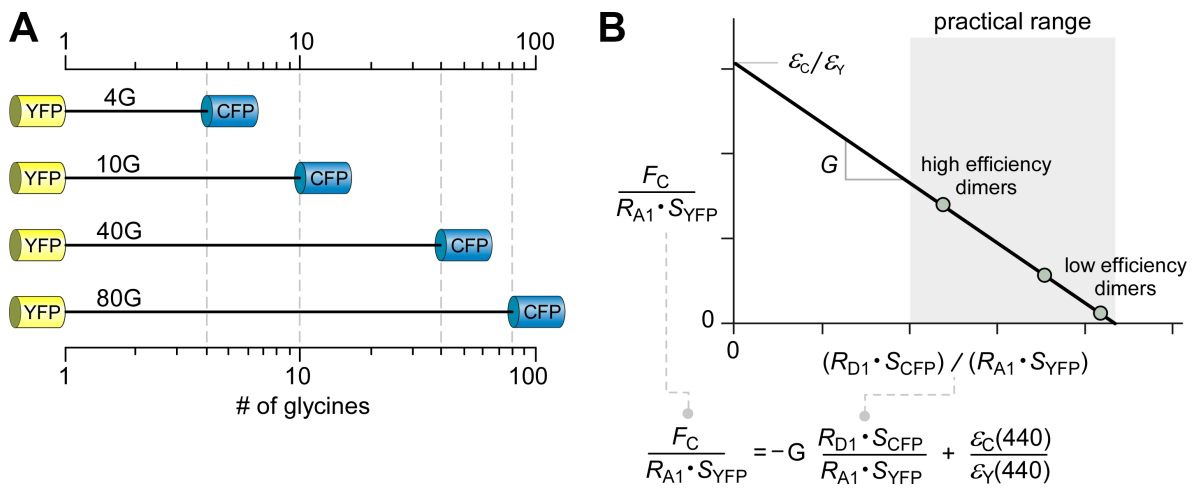 A
1 10 100
4G
YFP CFP
10G
YFP CFP
40G
YFP CFP
80G
YFP CFP
1 10 100
# of glycines
B
practical range
εC/εY
G
high efficiency
dimers
low efficiency
dimers
FC
RA1•SYFP
0
0
(RD1•SCFP) / (RA1•SYFP)
FC / RA1•SYFP = −G RD1•SCFP / RA1•SYFP + εC(440) / εY(440)